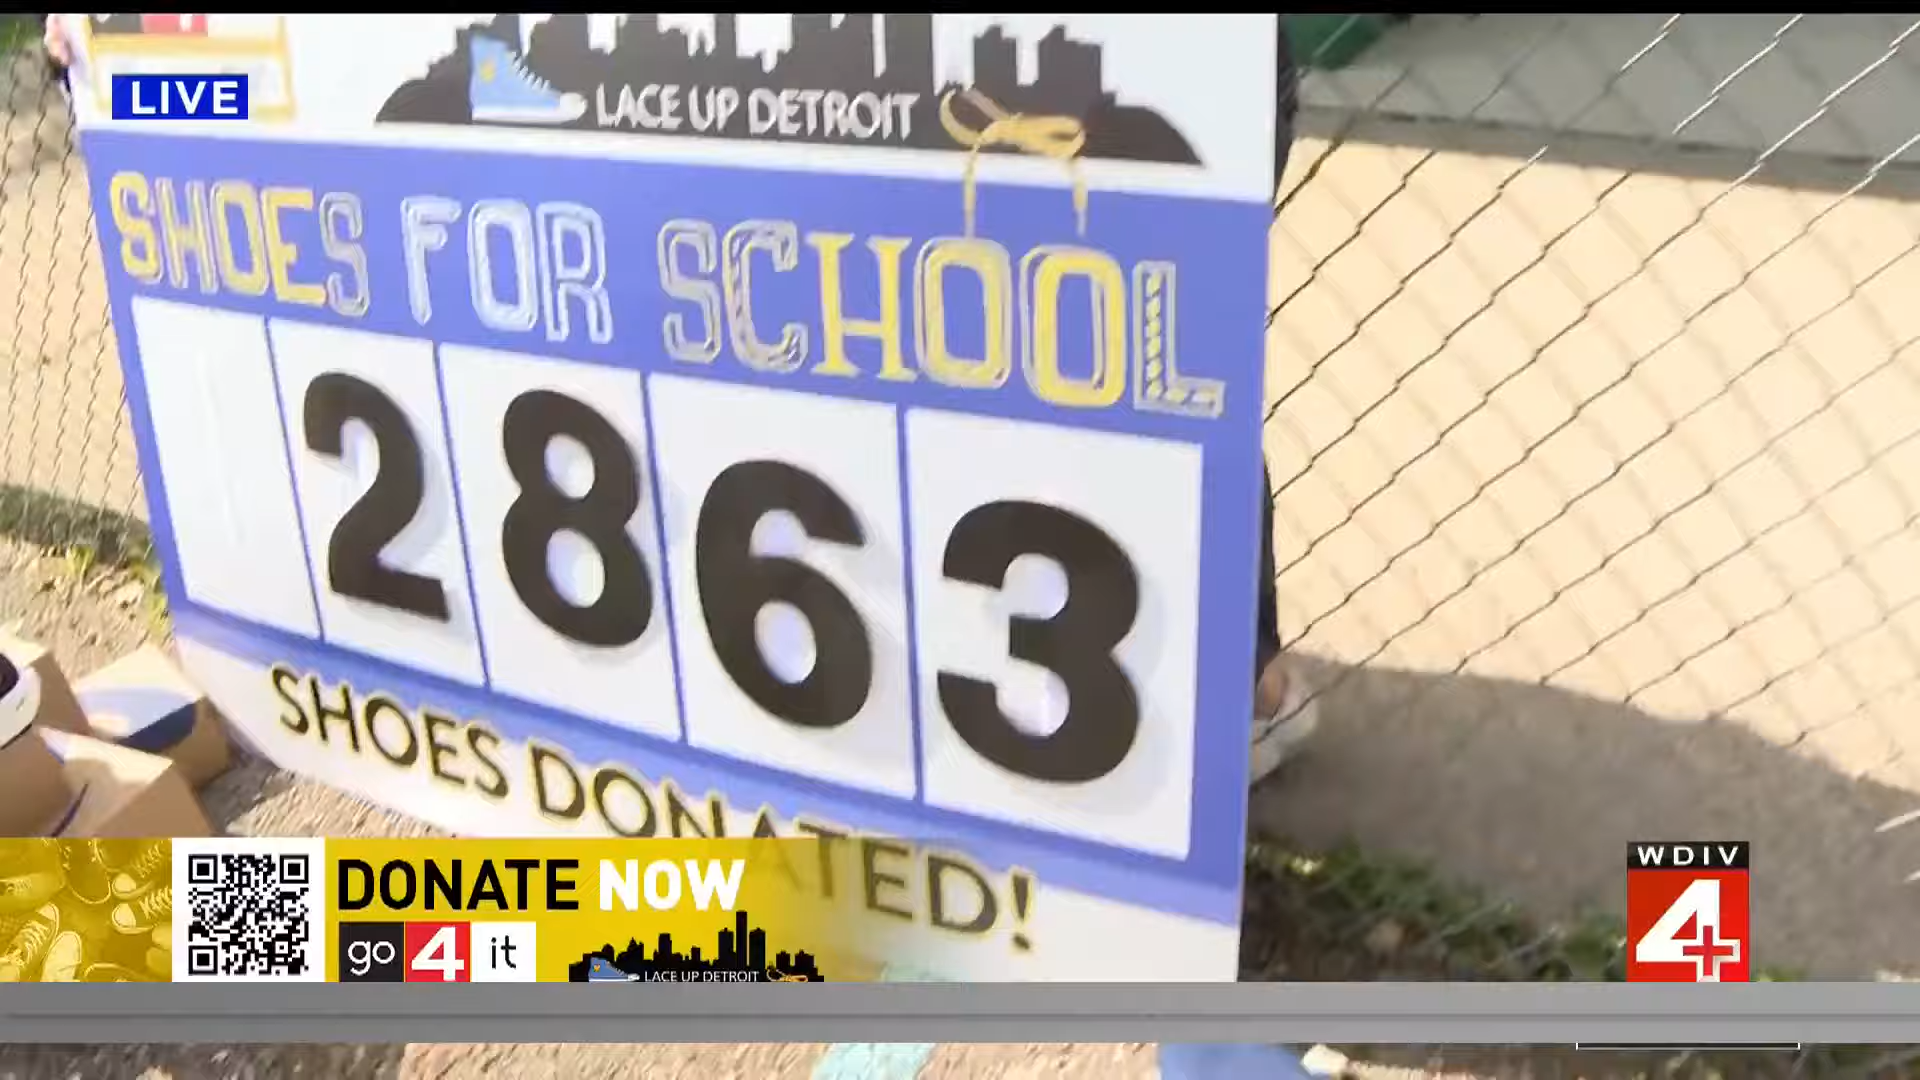 LIVE
LACE UP DETROIT
SHOES FOR SCHOOL
2863
SHOES DONATED!
DONATE NOW
go 4 it
LACE UP DETROIT
WDIV
4+